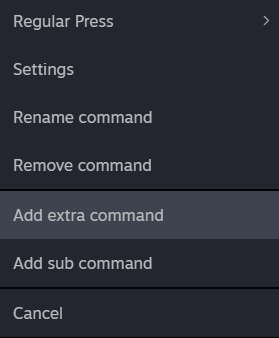 Regular Press
Settings
Rename command
Remove command
Add extra command
Add sub command
Cancel